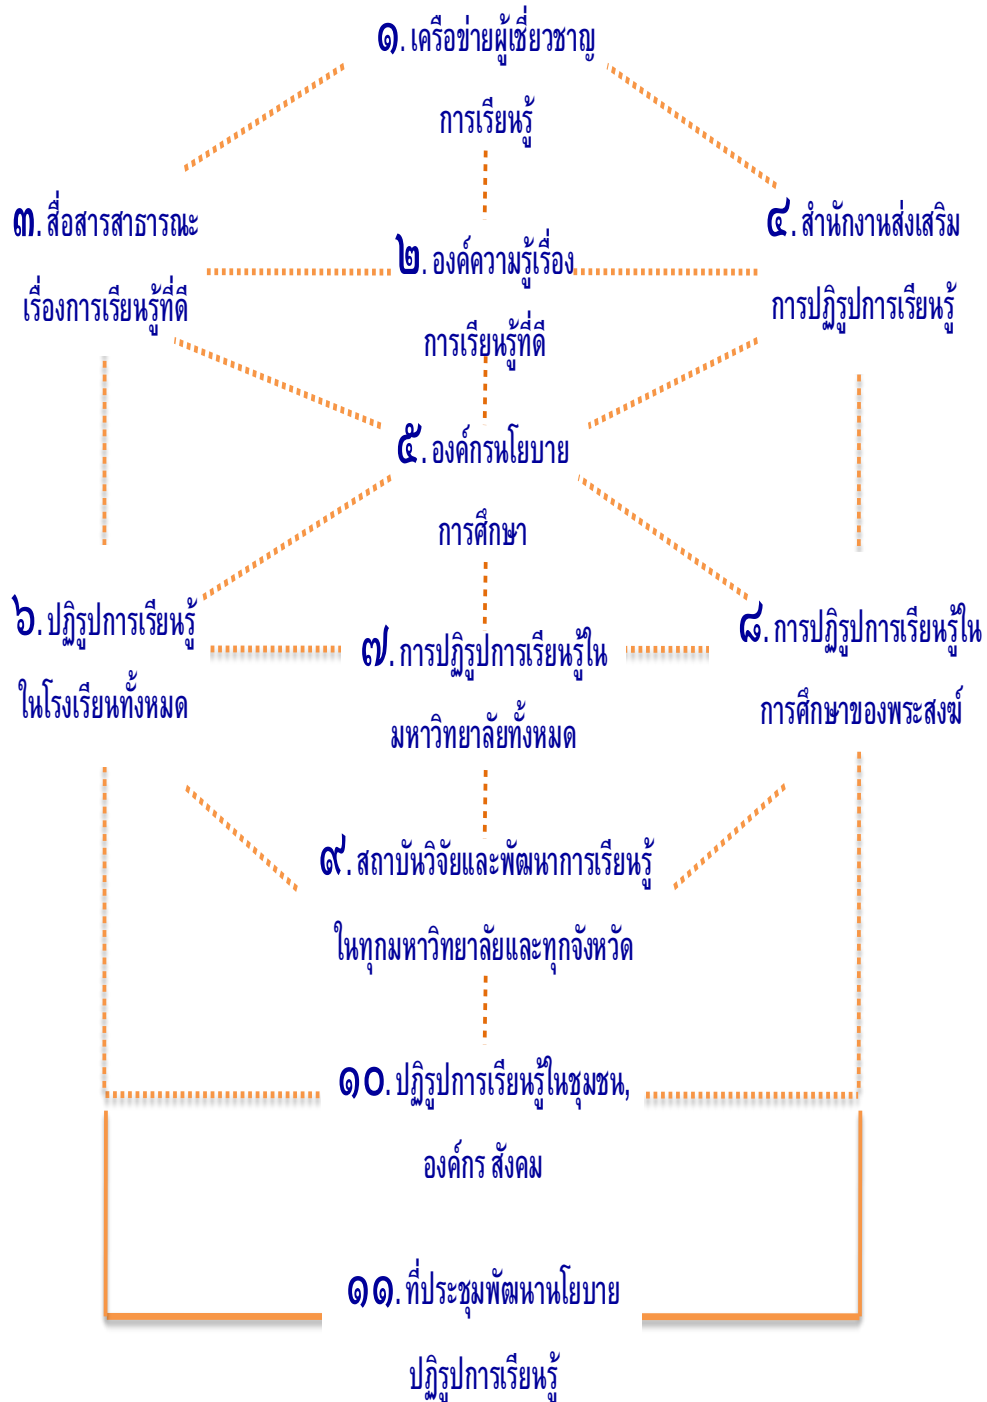 ๑. เครือข่ายผู้เชี่ยวชาญ
การเรียนรู้
๓. สื่อสารสาธารณะ
เรื่องการเรียนรู้ที่ดี
๒. องค์ความรู้เรื่อง
การเรียนรู้ที่ดี
๔. สำนักงานส่งเสริม
การปฏิรูปการเรียนรู้
๕. องค์กรนโยบาย
การศึกษา
๖. ปฏิรูปการเรียนรู้
ในโรงเรียนทั้งหมด
๗. การปฏิรูปการเรียนรู้ใน
มหาวิทยาลัยทั้งหมด
๘. การปฏิรูปการเรียนรู้ใน
การศึกษาของพระสงฆ์
๙. สถาบันวิจัยและพัฒนาการเรียนรู้
ในทุกมหาวิทยาลัยและทุกจังหวัด
๑๐. ปฏิรูปการเรียนรู้ในชุมชน,
องค์กร สังคม
๑๑. ที่ประชุมพัฒนานโยบาย
ปฏิรูปการเรียนรู้